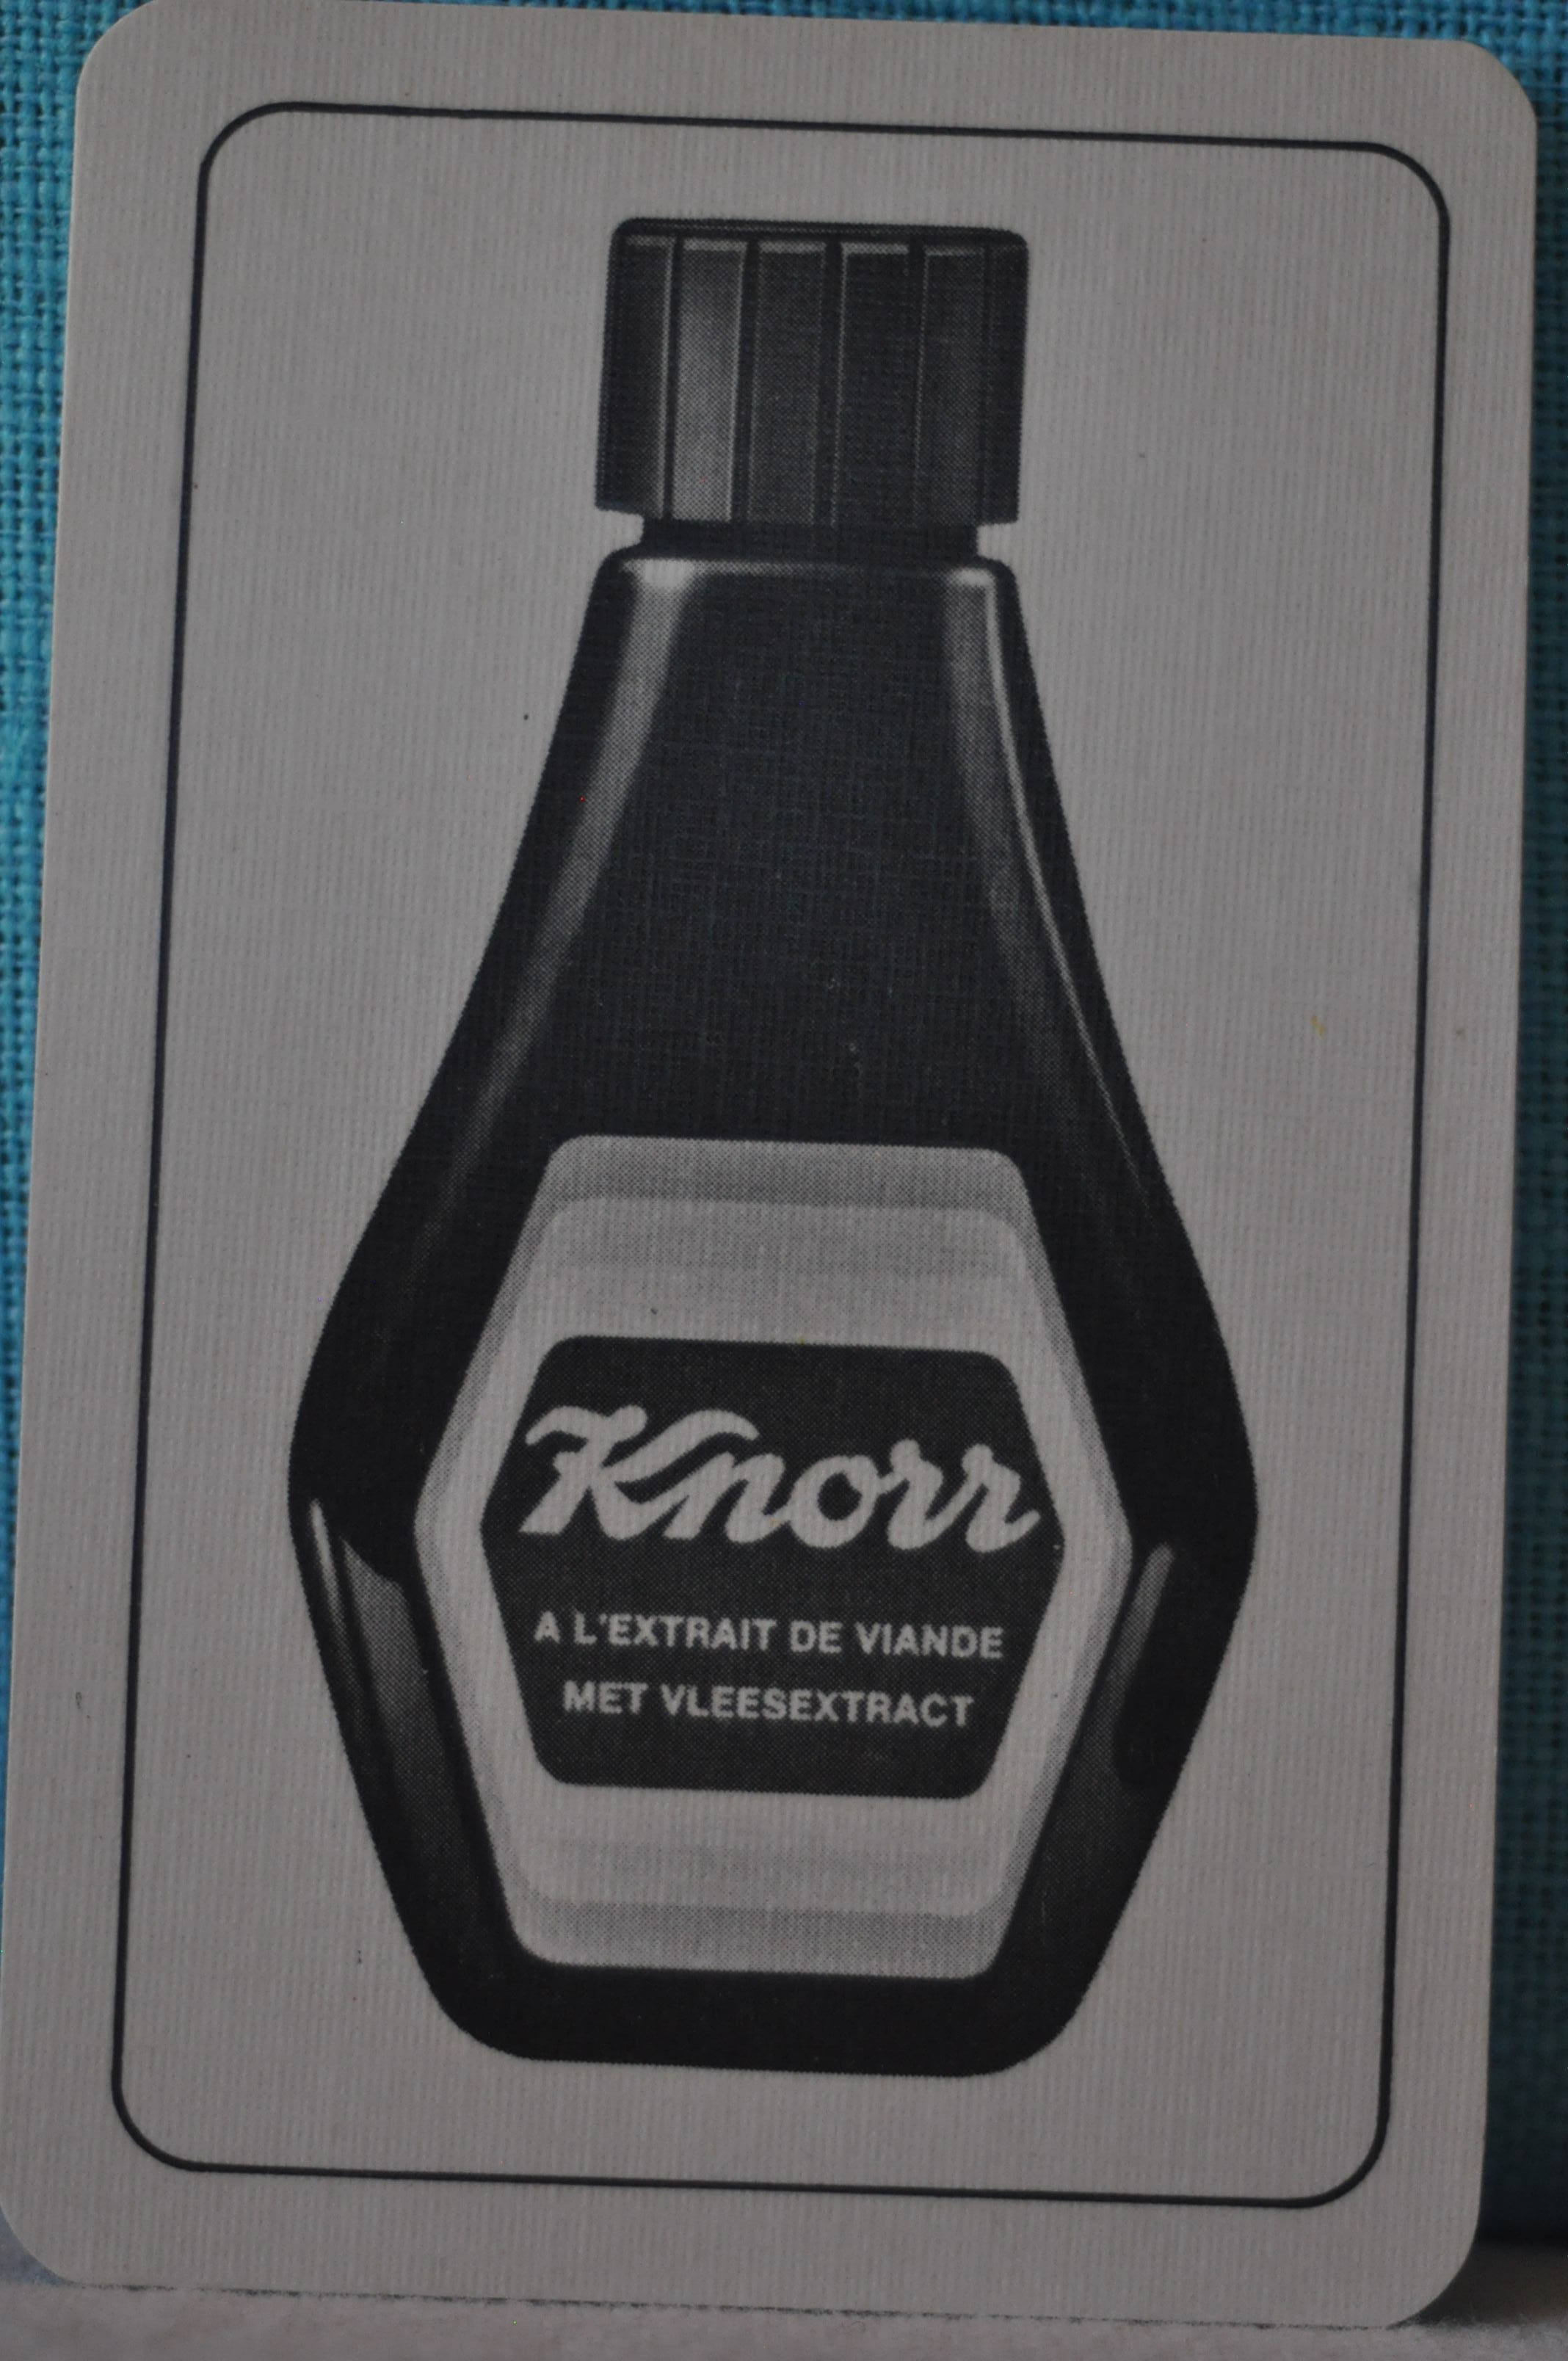 Knorr
A L'EXTRAIT DE VIANDE
MET VLEESEXTRACT